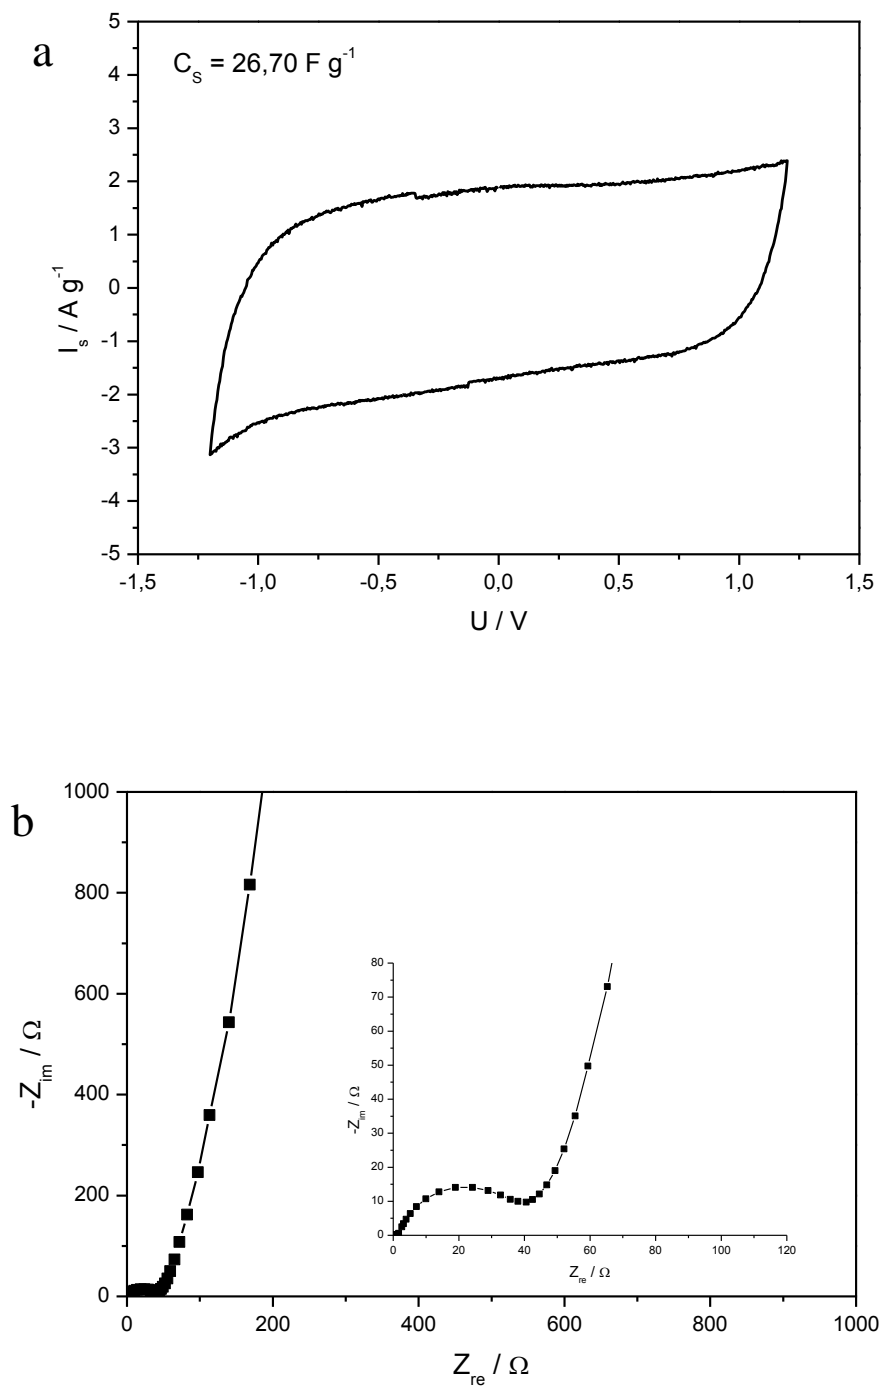 a
C_S = 26,70 F g^-1
5
4
3
2
1
0
-1
-2
-3
-4
-5
I_s / A g^-1
-1,5 -1,0 -0,5 0,0 0,5 1,0 1,5
U / V
b
1000
800
600
400
200
0
-Z_im / Ω
80
70
60
50
40
30
20
10
0
-Z_im / Ω
0 20 40 60 80 100 120
Z_re / Ω
0 200 400 600 800 1000
Z_re / Ω